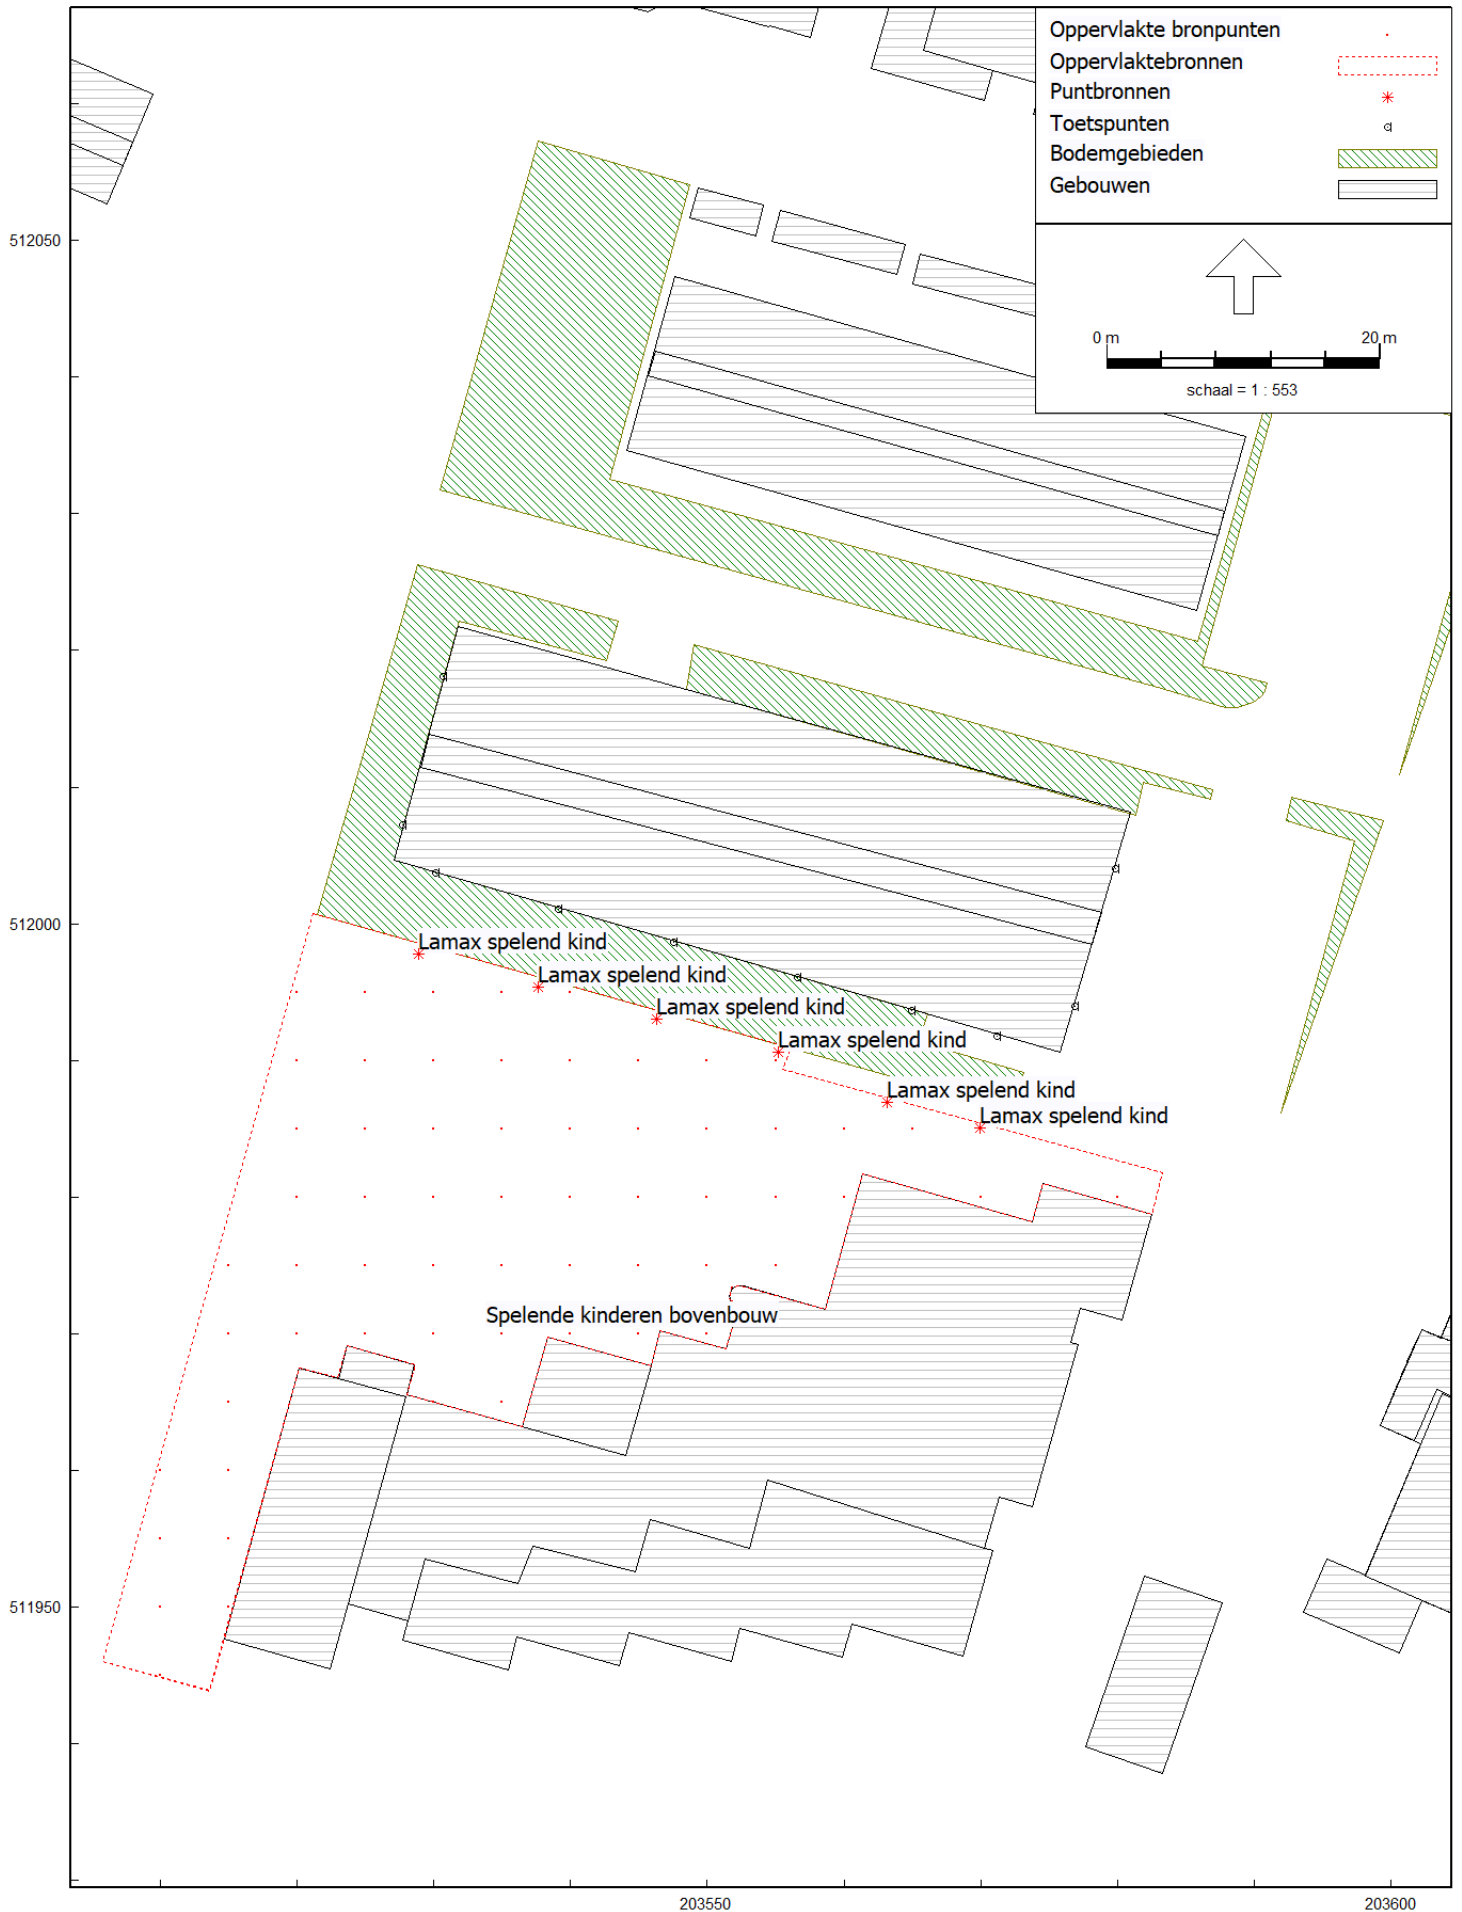 Oppervlakte bronpunten
Oppervlaktebronnen
Puntbronnen
Toetspunten
Bodemgebieden
Gebouwen
0 m
20 m
schaal = 1 : 553
512050
512000
511950
Lamax spelend kind
Lamax spelend kind
Lamax spelend kind
Lamax spelend kind
Lamax spelend kind
Lamax spelend kind
Spelende kinderen bovenbouw
203550
203600